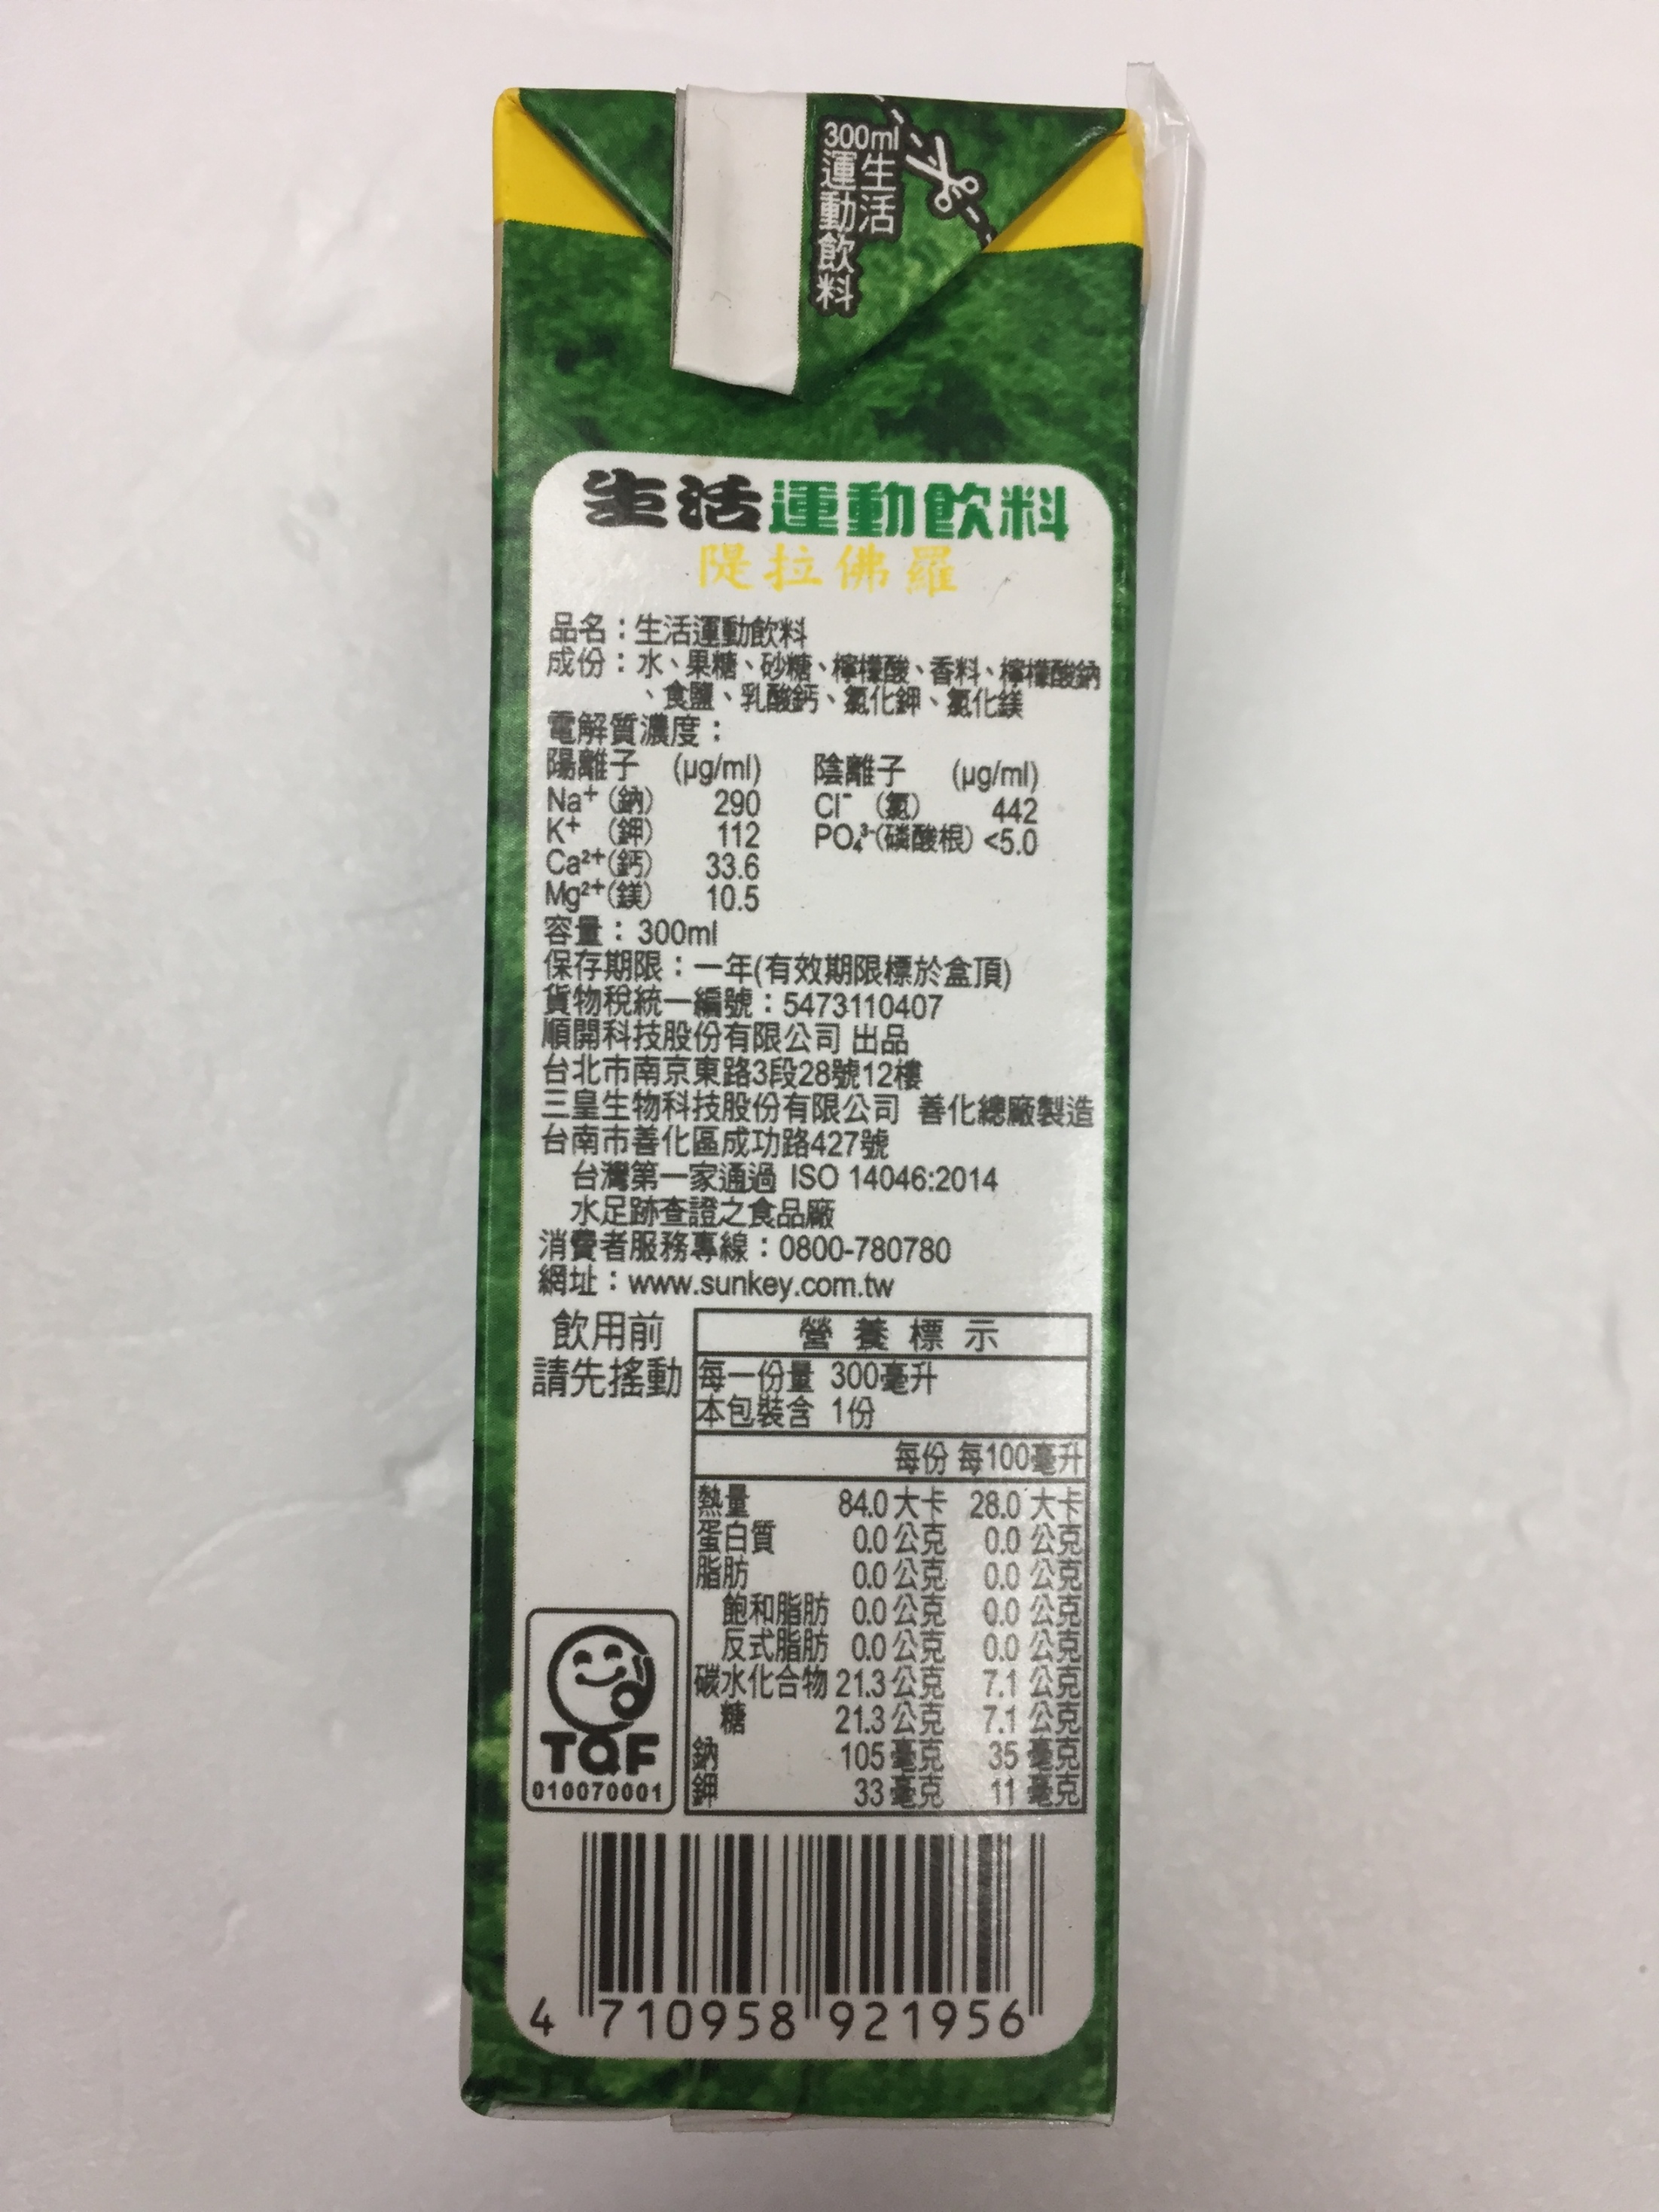 300ml生活
運動飲料
生活運動飲料
隄拉佛羅
品名：生活運動飲料
成份：水、果糖、砂糖、檸檬酸、香料、檸檬酸鈉
、食鹽、乳酸鈣、氯化鉀、氯化鎂
電解質濃度：
陽離子 (μg/ml) 陰離子 (μg/ml)
Na⁺(鈉) 290 Cl⁻(氯) 442
K⁺(鉀) 112 PO₄³⁻(磷酸根) <5.0
Ca²⁺(鈣) 33.6
Mg²⁺(鎂) 10.5
容量：300ml
保存期限：一年(有效期限標於盒頂)
貨物稅統一編號：5473110407
順開科技股份有限公司 出品
台北市南京東路3段28號12樓
三皇生物科技股份有限公司 善化總廠製造
台南市善化區成功路427號
台灣第一家通過 ISO 14046:2014
水足跡查證之食品廠
消費者服務專線：0800-780780
網址：www.sunkey.com.tw
飲用前
請先搖動
營養標示
每一份量 300毫升
本包裝含 1份
每份 每100毫升
熱量 84.0 大卡 28.0 大卡
蛋白質 0.0 公克 0.0 公克
脂肪 0.0 公克 0.0 公克
飽和脂肪 0.0 公克 0.0 公克
反式脂肪 0.0 公克 0.0 公克
碳水化合物 21.3 公克 7.1 公克
糖 21.3 公克 7.1 公克
鈉 105 毫克 35 毫克
鉀 33 毫克 11 毫克
TQF
010070001
4 710958 921956